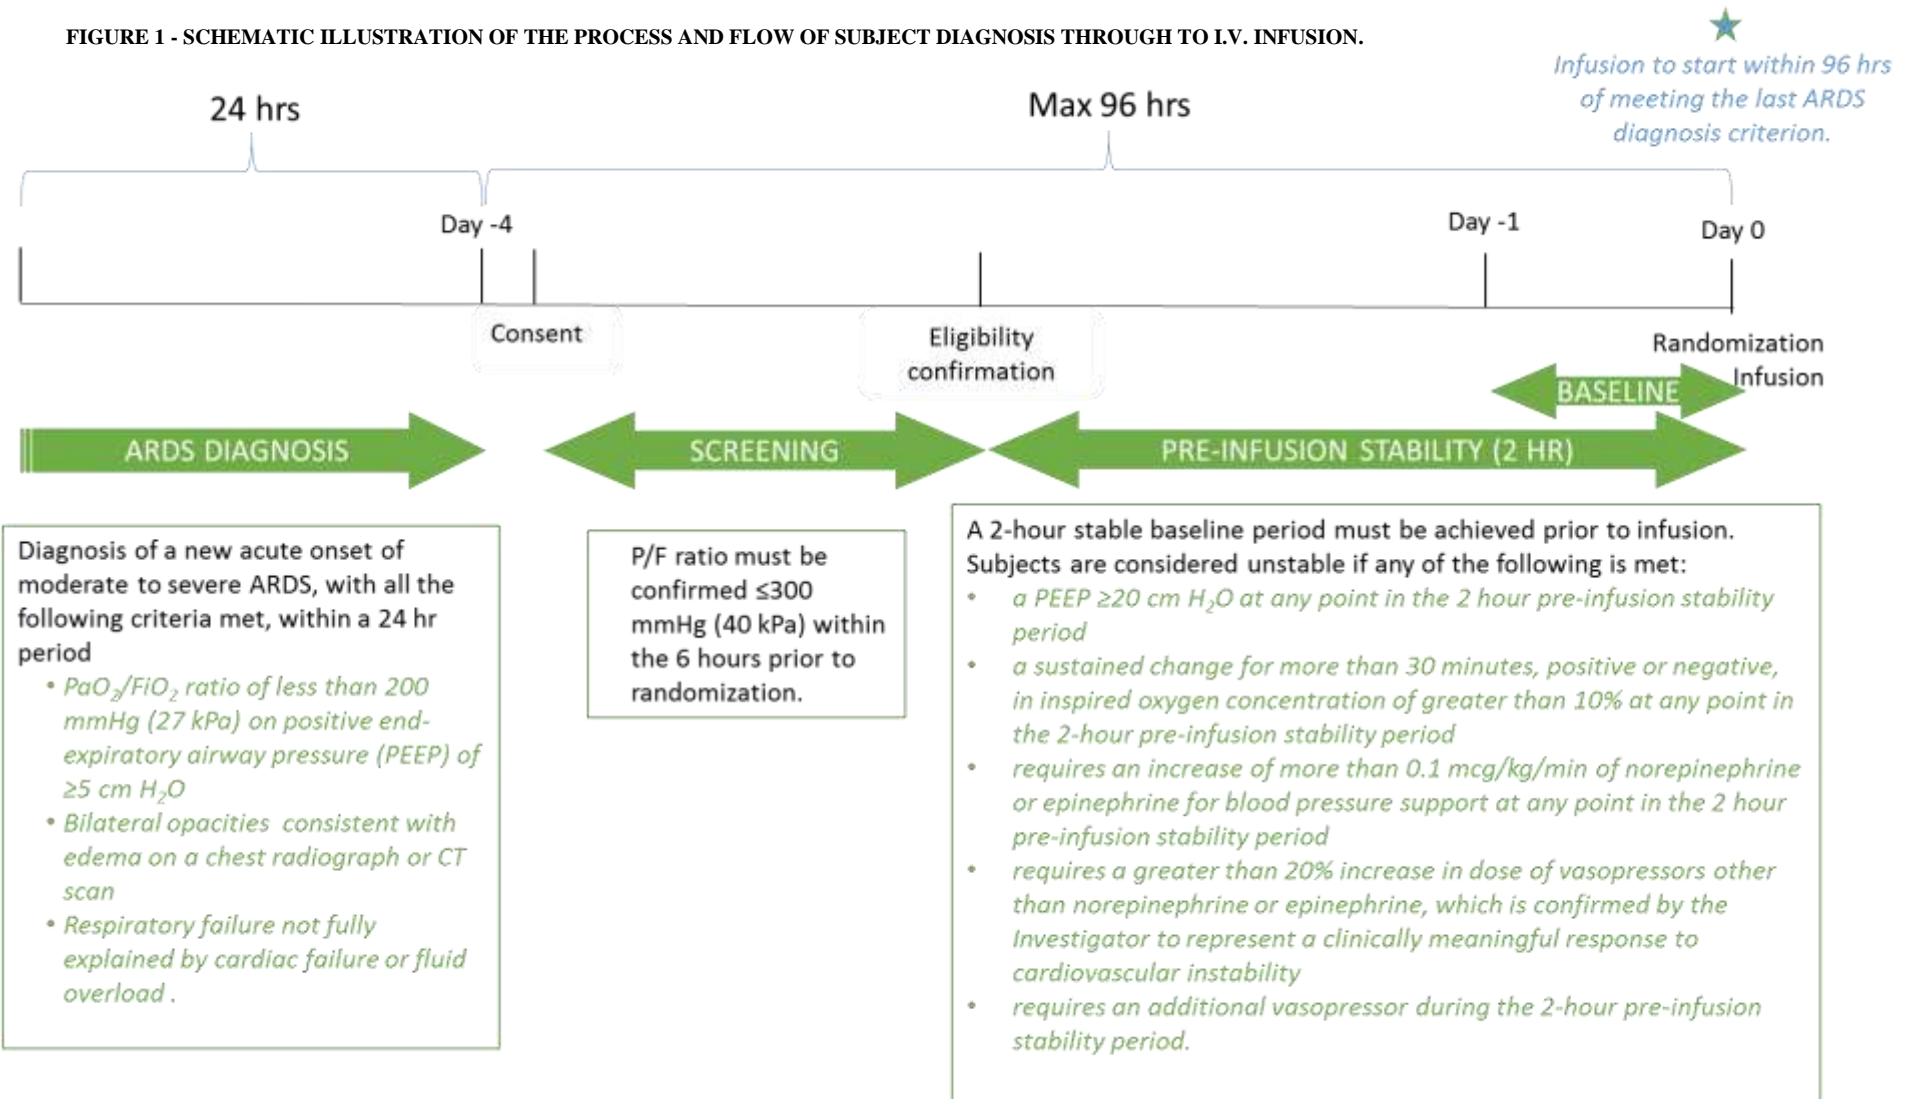 FIGURE 1 - SCHEMATIC ILLUSTRATION OF THE PROCESS AND FLOW OF SUBJECT DIAGNOSIS THROUGH TO I.V. INFUSION.
Infusion to start within 96 hrs
of meeting the last ARDS
diagnosis criterion.
24 hrs
Max 96 hrs
Day -4
Day -1
Day 0
Consent
Eligibility
confirmation
Randomization
Infusion
BASELINE
ARDS DIAGNOSIS
SCREENING
PRE-INFUSION STABILITY (2 HR)
Diagnosis of a new acute onset of
moderate to severe ARDS, with all the
following criteria met, within a 24 hr
period
• PaO₂/FiO₂ ratio of less than 200
mmHg (27 kPa) on positive end-
expiratory airway pressure (PEEP) of
≥5 cm H₂O
• Bilateral opacities consistent with
edema on a chest radiograph or CT
scan
• Respiratory failure not fully
explained by cardiac failure or fluid
overload .
P/F ratio must be
confirmed ≤300
mmHg (40 kPa) within
the 6 hours prior to
randomization.
A 2-hour stable baseline period must be achieved prior to infusion.
Subjects are considered unstable if any of the following is met:
• a PEEP ≥20 cm H₂O at any point in the 2 hour pre-infusion stability
period
• a sustained change for more than 30 minutes, positive or negative,
in inspired oxygen concentration of greater than 10% at any point in
the 2-hour pre-infusion stability period
• requires an increase of more than 0.1 mcg/kg/min of norepinephrine
or epinephrine for blood pressure support at any point in the 2 hour
pre-infusion stability period
• requires a greater than 20% increase in dose of vasopressors other
than norepinephrine or epinephrine, which is confirmed by the
Investigator to represent a clinically meaningful response to
cardiovascular instability
• requires an additional vasopressor during the 2-hour pre-infusion
stability period.